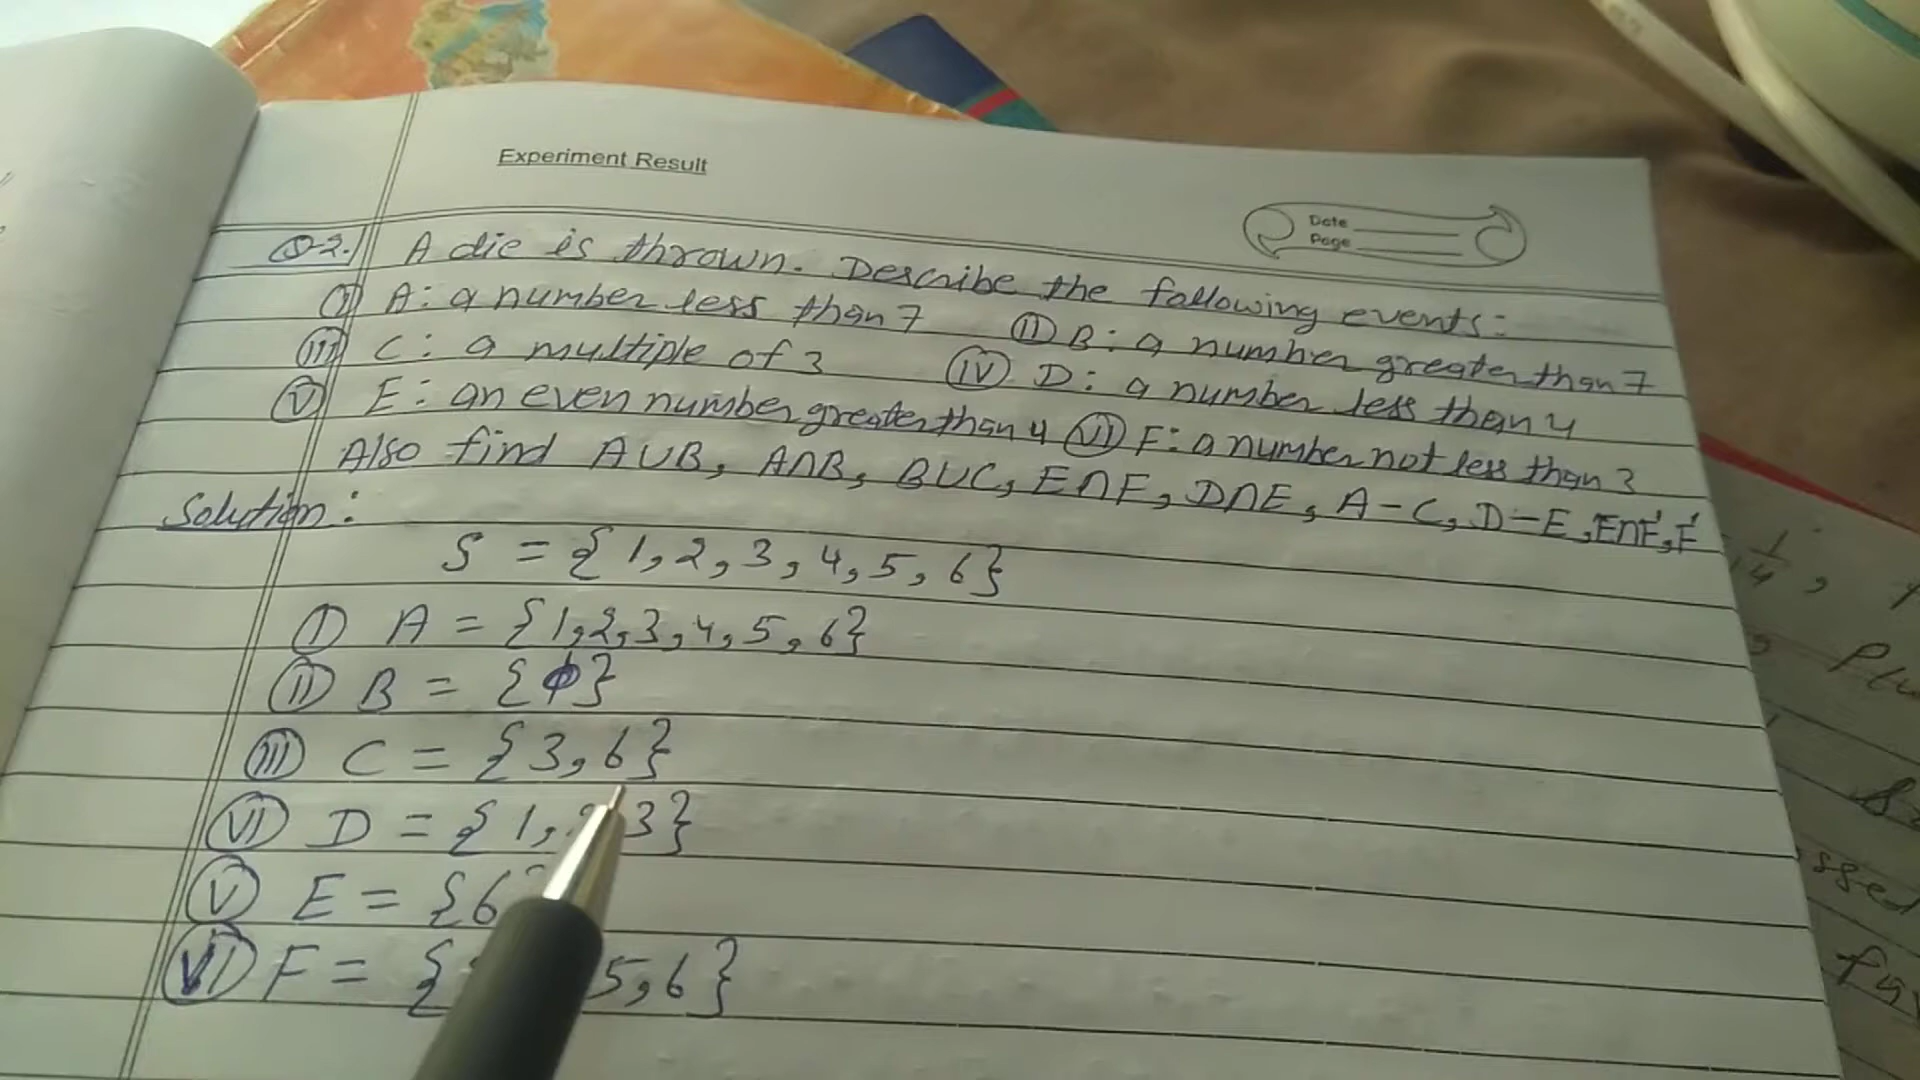 Experiment Result
Date
Page
Q-2. A die is thrown. Describe the following events:
(i) A: a number less than 7 (ii) B: a number greater than 7
(iii) C: a multiple of 3 (iv) D: a number less than 4
(v) E: an even number greater than 4 (vi) F: a number not less than 3
Also find A∪B, A∩B, B∪C, E∩F, D∩E, A-C, D-E, E∩F', F'
Solution:
S = {1,2,3,4,5,6}
(i) A = {1,2,3,4,5,6}
(ii) B = {ϕ}
(iii) C = {3,6}
(vi) D = {1, 3}
(v) E = {6
(vi) F = { 5,6}
1/4,